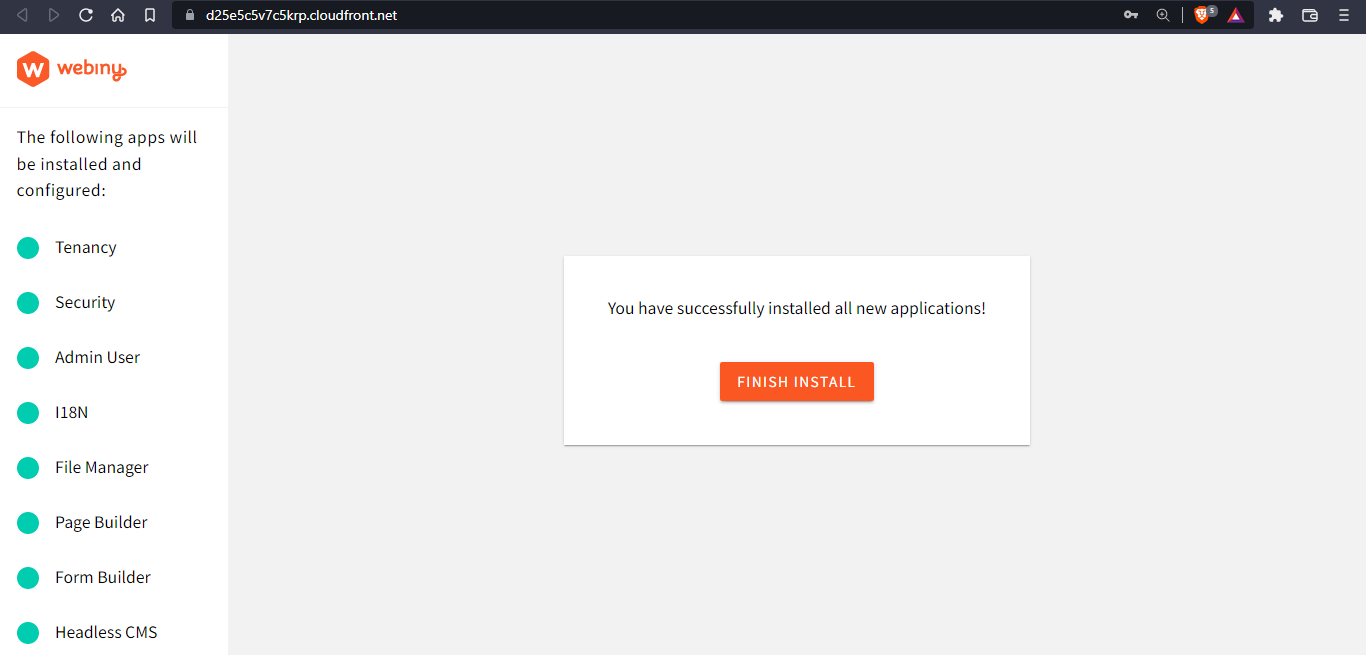 d25e5c5v7c5krp.cloudfront.net
5
W webiny
The following apps will
be installed and
configured:
Tenancy
Security
Admin User
I18N
File Manager
Page Builder
Form Builder
Headless CMS
You have successfully installed all new applications!
FINISH INSTALL